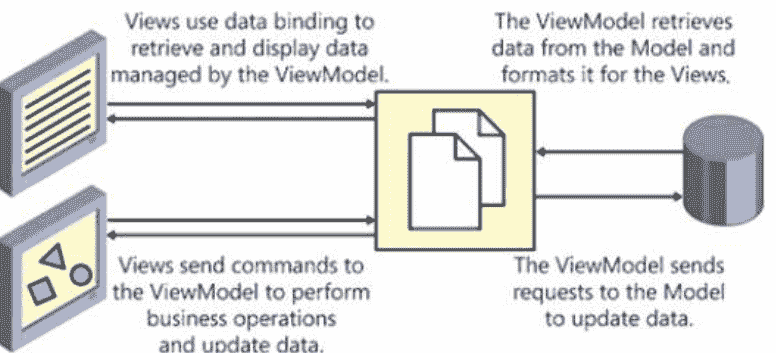 Views use data binding to
retrieve and display data
managed by the ViewModel.
The ViewModel retrieves
data from the Model and
formats it for the Views.
Views send commands to
the ViewModel to perform
business operations
and update data.
The ViewModel sends
requests to the Model
to update data.